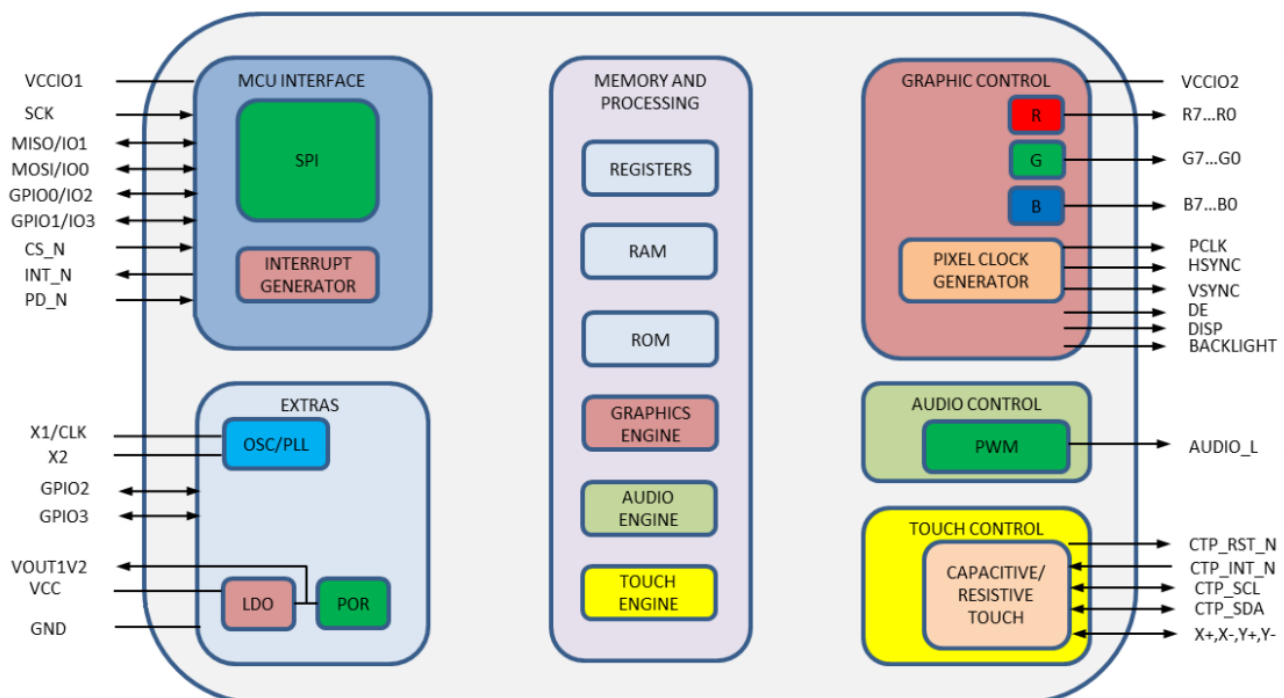 VCCIO1
SCK
MISO/IO1
MOSI/IO0
GPIO0/IO2
GPIO1/IO3
CS_N
INT_N
PD_N
MCU INTERFACE
SPI
INTERRUPT
GENERATOR
X1/CLK
X2
GPIO2
GPIO3
VOUT1V2
VCC
GND
EXTRAS
OSC/PLL
LDO
POR
MEMORY AND
PROCESSING
REGISTERS
RAM
ROM
GRAPHICS
ENGINE
AUDIO
ENGINE
TOUCH
ENGINE
GRAPHIC CONTROL
R
G
B
PIXEL CLOCK
GENERATOR
VCCIO2
R7...R0
G7...G0
B7...B0
PCLK
HSYNC
VSYNC
DE
DISP
BACKLIGHT
AUDIO CONTROL
PWM
AUDIO_L
TOUCH CONTROL
CAPACITIVE/
RESISTIVE
TOUCH
CTP_RST_N
CTP_INT_N
CTP_SCL
CTP_SDA
X+,X-,Y+,Y-